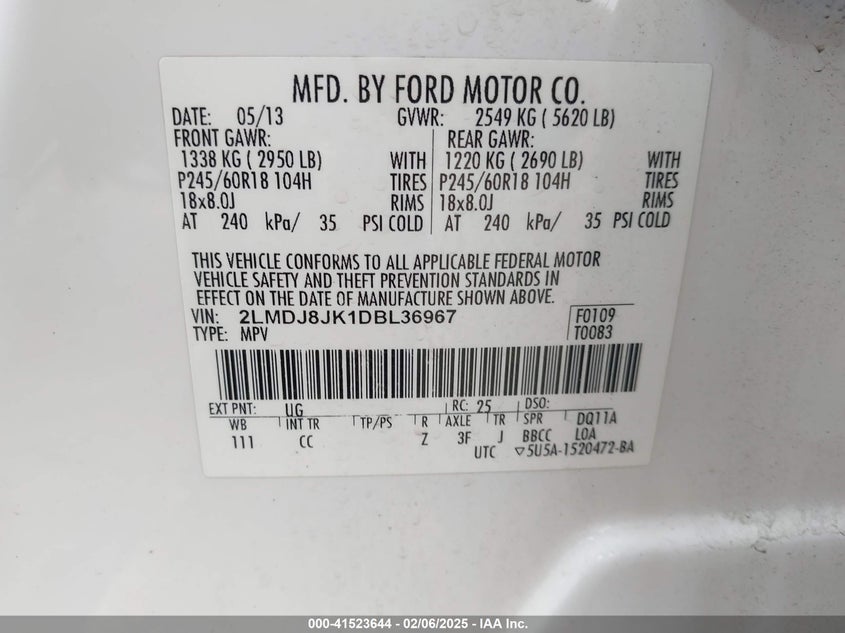 MFD. BY FORD MOTOR CO.
DATE: 05/13 GVWR: 2549 KG ( 5620 LB)
FRONT GAWR: REAR GAWR:
1338 KG ( 2950 LB) WITH 1220 KG ( 2690 LB) WITH
P245/60R18 104H TIRES P245/60R18 104H TIRES
18x8.0J RIMS 18x8.0J RIMS
AT 240 kPa/ 35 PSI COLD AT 240 kPa/ 35 PSI COLD
THIS VEHICLE CONFORMS TO ALL APPLICABLE FEDERAL MOTOR
VEHICLE SAFETY AND THEFT PREVENTION STANDARDS IN
EFFECT ON THE DATE OF MANUFACTURE SHOWN ABOVE.
VIN: 2LMDJ8JK1DBL36967 F0109
TYPE: MPV T0083
EXT PNT: UG RC: 25 DSO:
WB INT TR TP/PS R AXLE TR SPR DQ11A
111 CC Z 3F J BBCC LOA
UTC ▽5U5A-1520472-BA
000-41523644 - 02/06/2025 - IAA Inc.